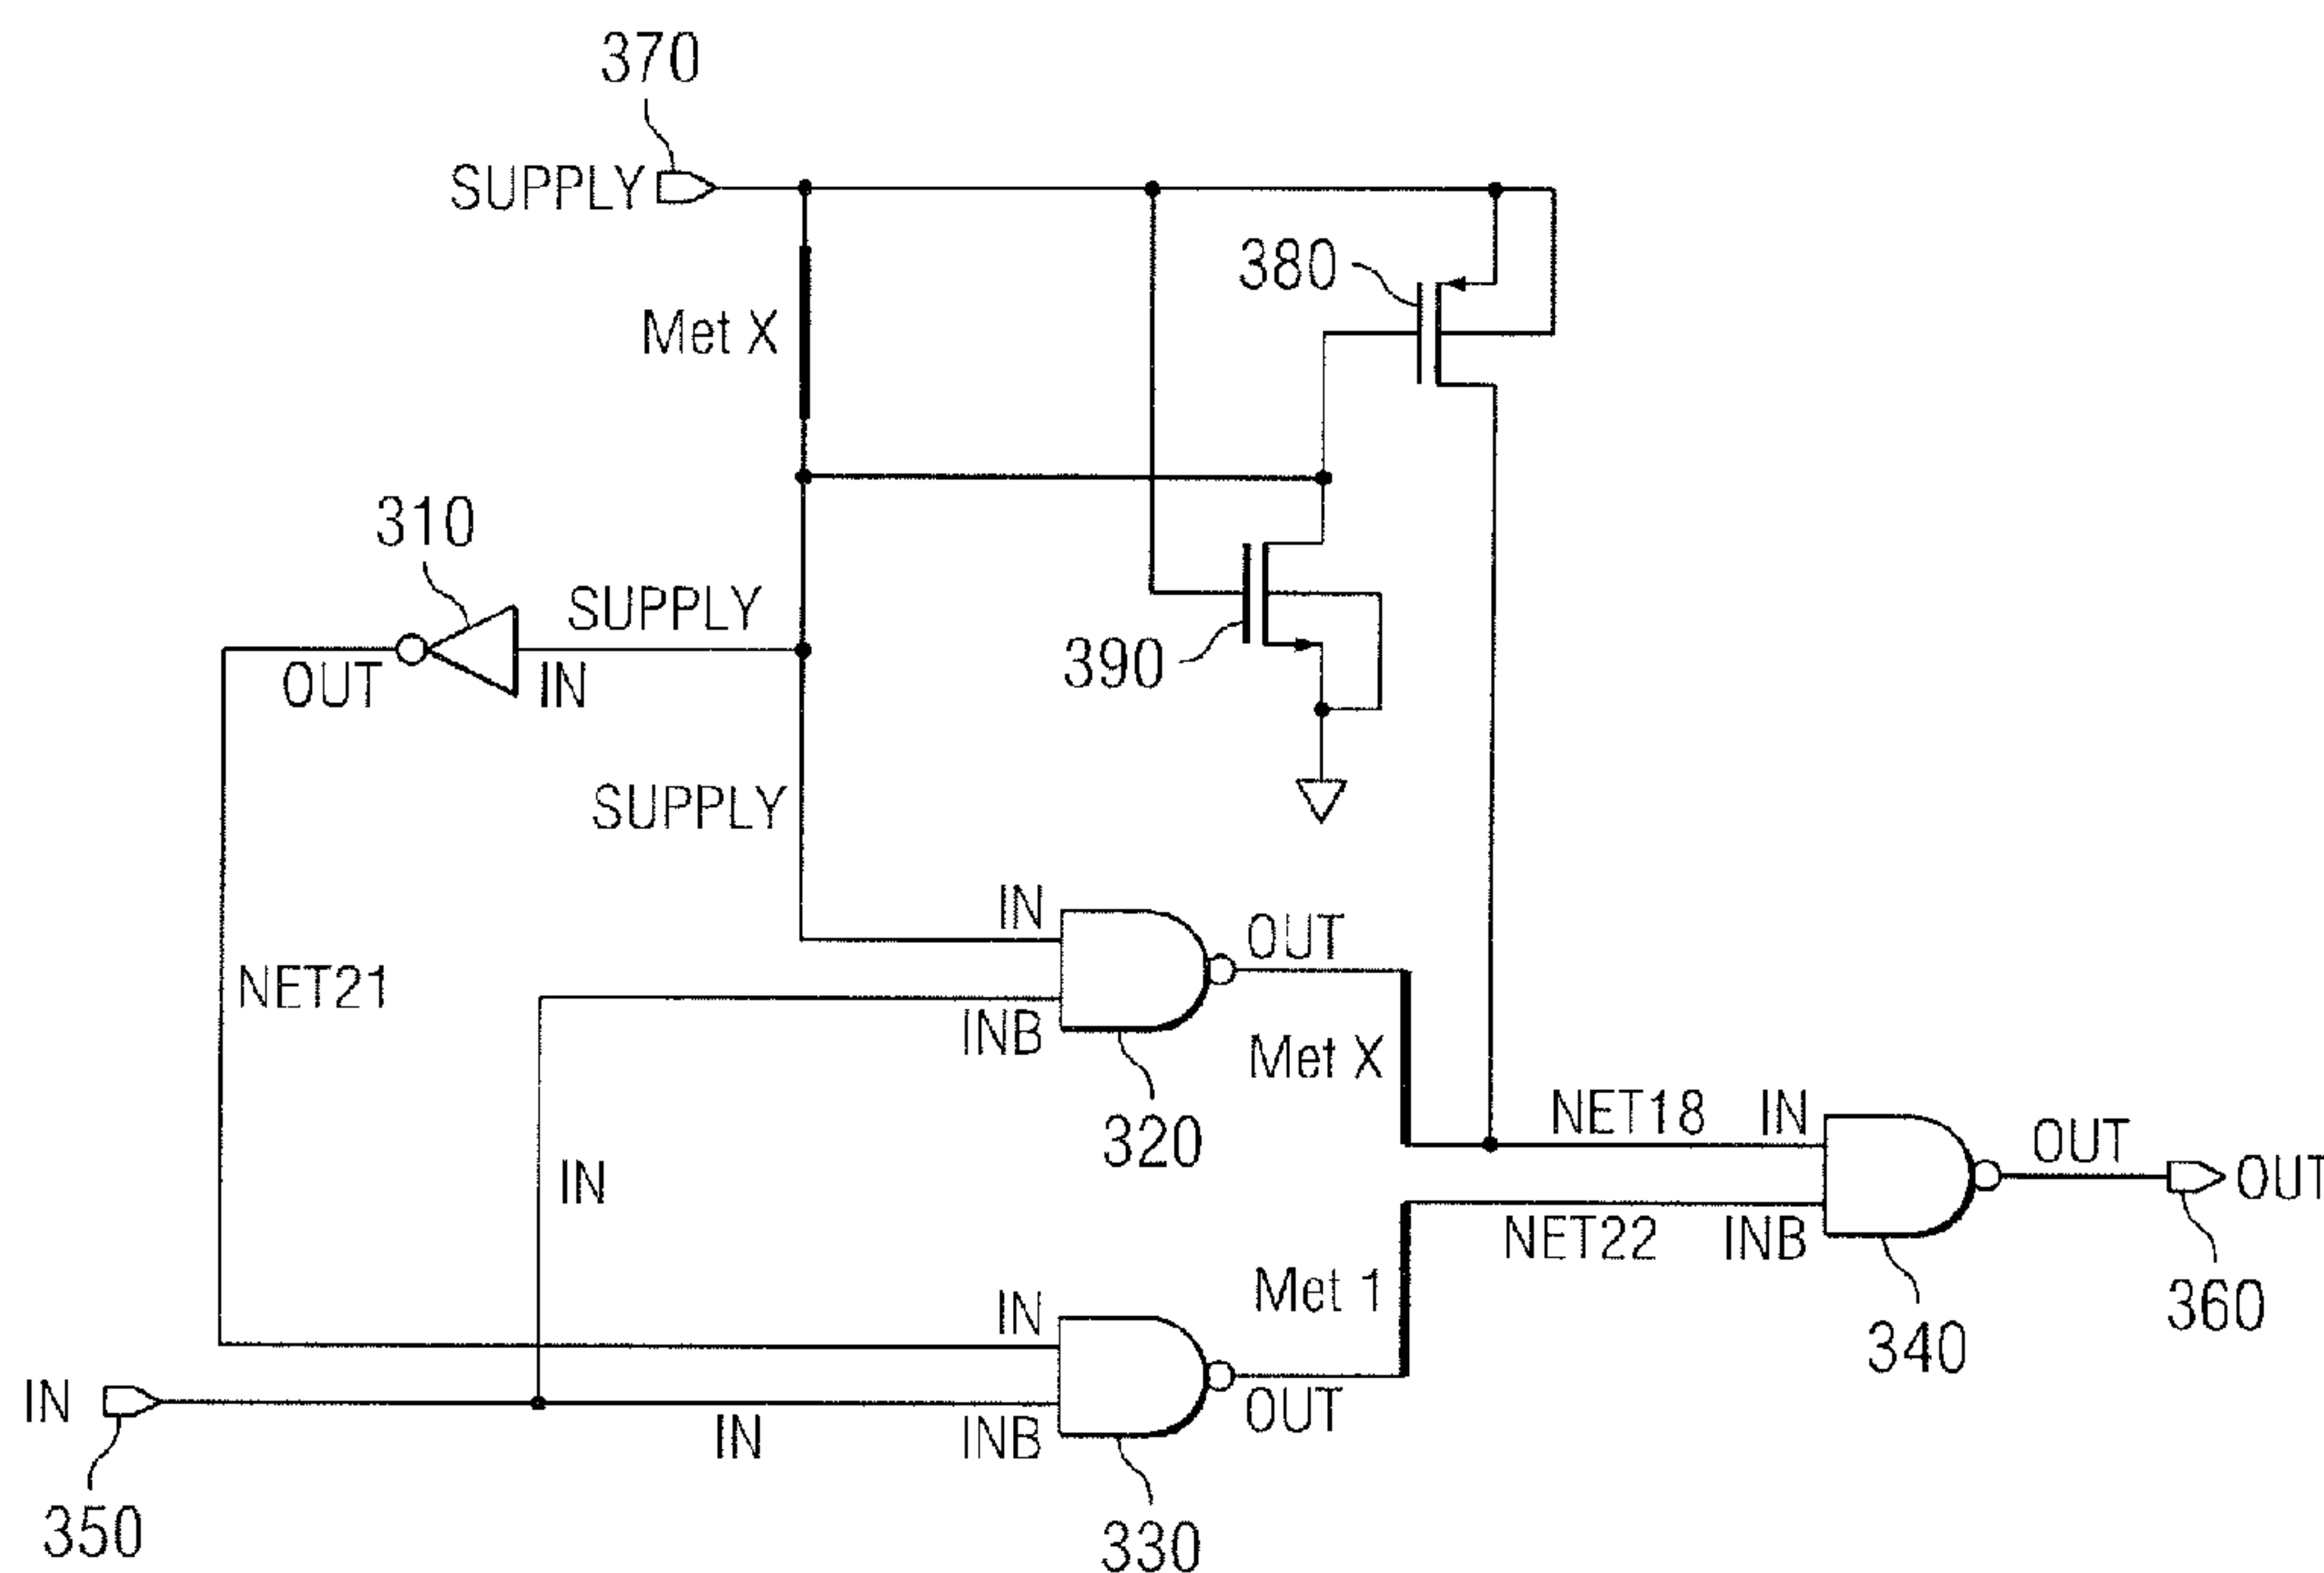 370
SUPPLY
380
Met X
310
SUPPLY
OUT
IN
390
SUPPLY
IN
OUT
NET21
INB
Met X
320
NET18
IN
OUT
OUT
IN
NET22
INB
Met 1
360
340
IN
IN
IN
INB
OUT
350
330